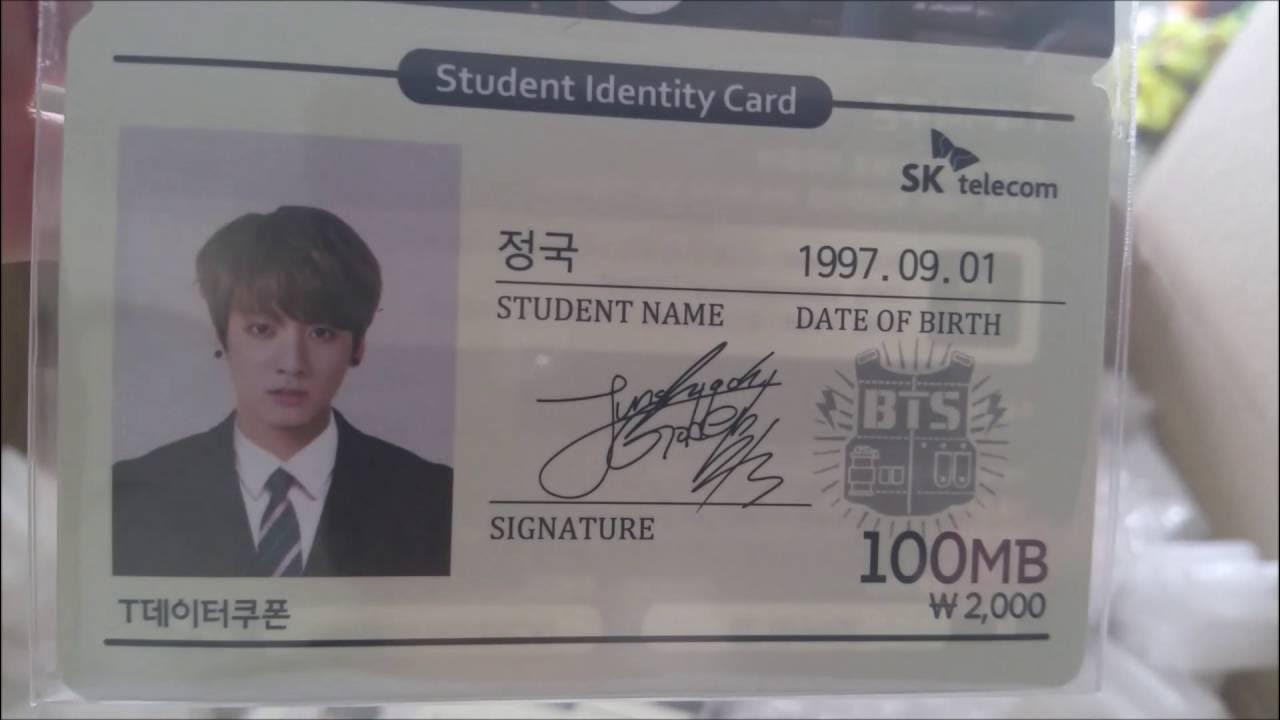 Student Identity Card
SK telecom
정국 1997.09.01
STUDENT NAME DATE OF BIRTH
BTS
SIGNATURE
100MB
₩ 2,000
T데이터쿠폰